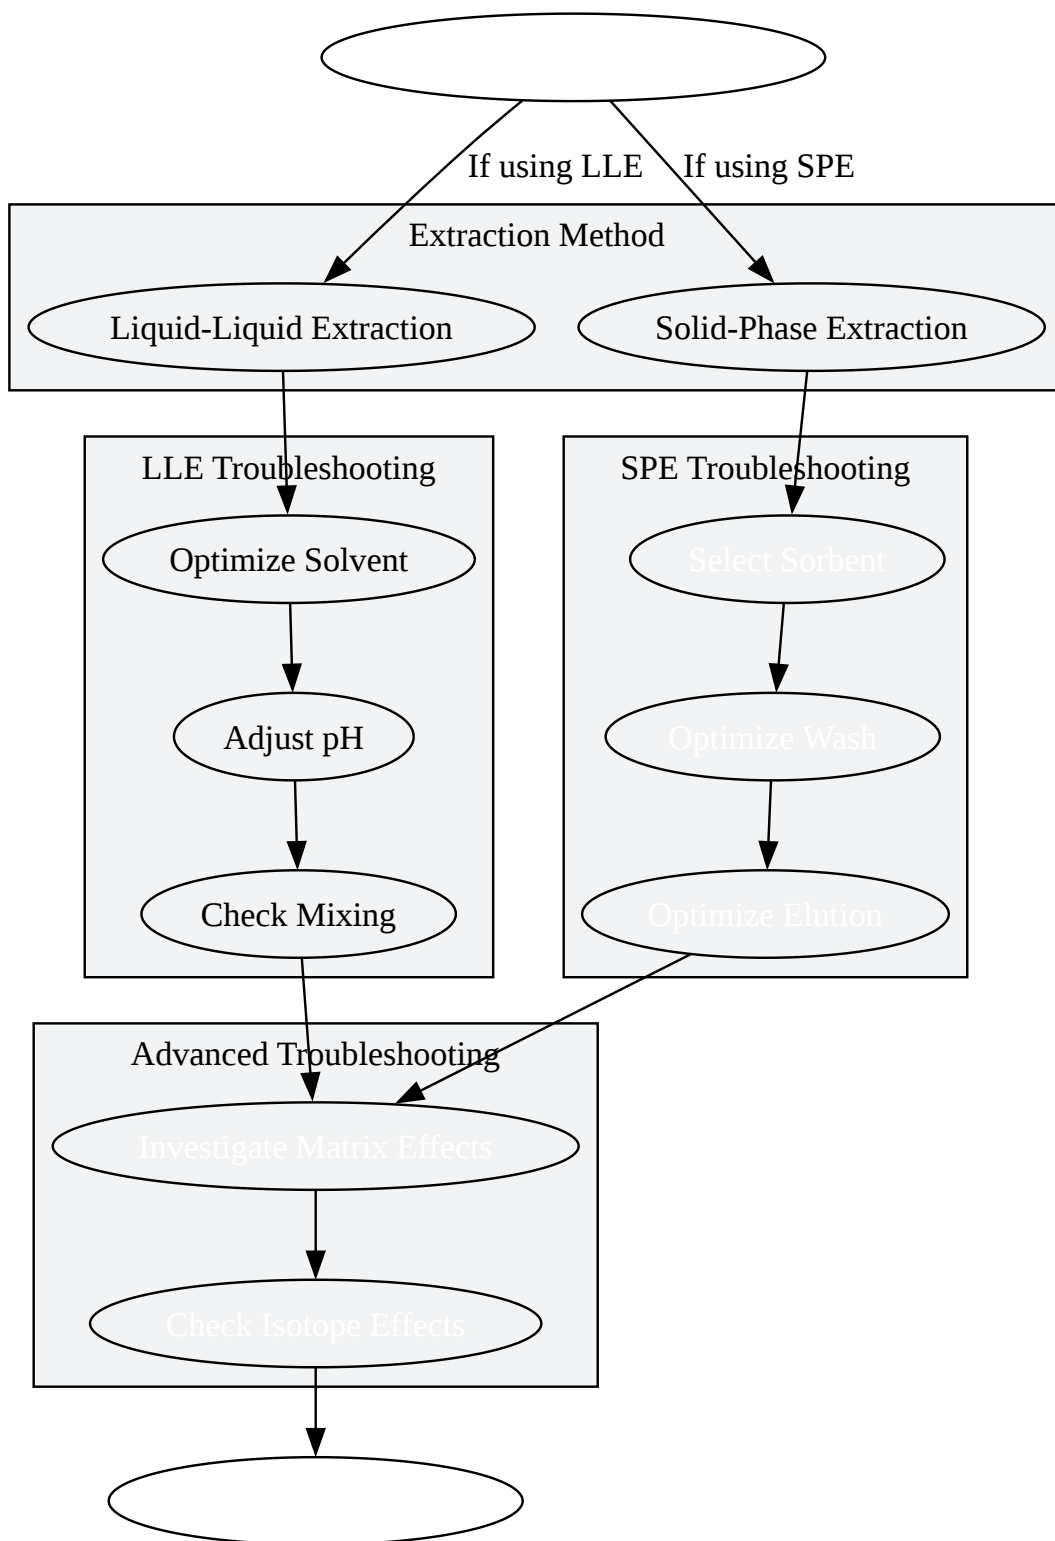 If using LLE
If using SPE
Extraction Method
Liquid-Liquid Extraction
Solid-Phase Extraction
LLE Troubleshooting
SPE Troubleshooting
Optimize Solvent
Select Sorbent
Adjust pH
Optimize Wash
Check Mixing
Optimize Elution
Advanced Troubleshooting
Investigate Matrix Effects
Check Isotope Effects